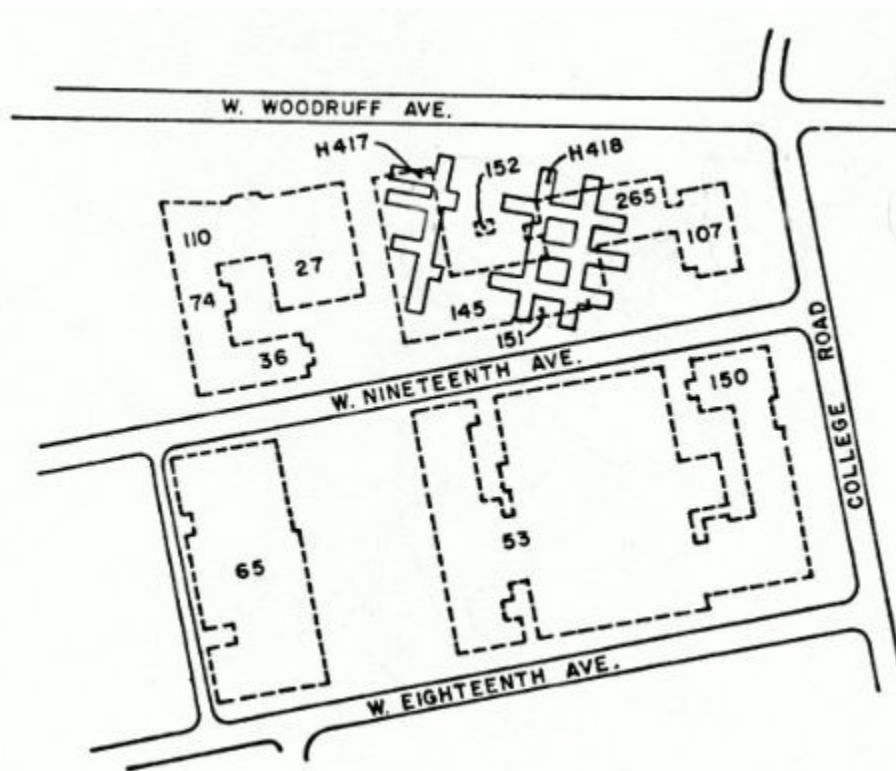 W. WOODRUFF AVE.
H417
152
H418
265
110
27
107
74
145
151
36
W. NINETEENTH AVE.
150
COLLEGE ROAD
53
65
W. EIGHTEENTH AVE.